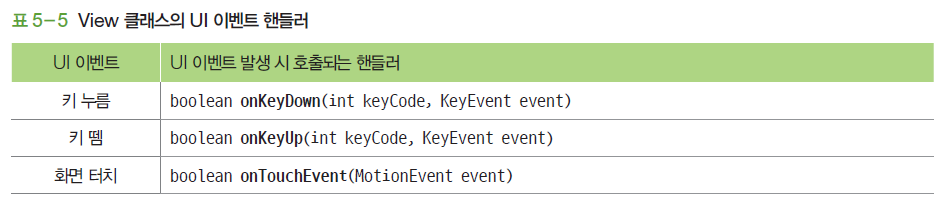 표 5-5 View 클래스의 UI 이벤트 핸들러
UI 이벤트 UI 이벤트 발생 시 호출되는 핸들러
키 누름 boolean onKeyDown(int keyCode, KeyEvent event)
키 뗌 boolean onKeyUp(int keyCode, KeyEvent event)
화면 터치 boolean onTouchEvent(MotionEvent event)